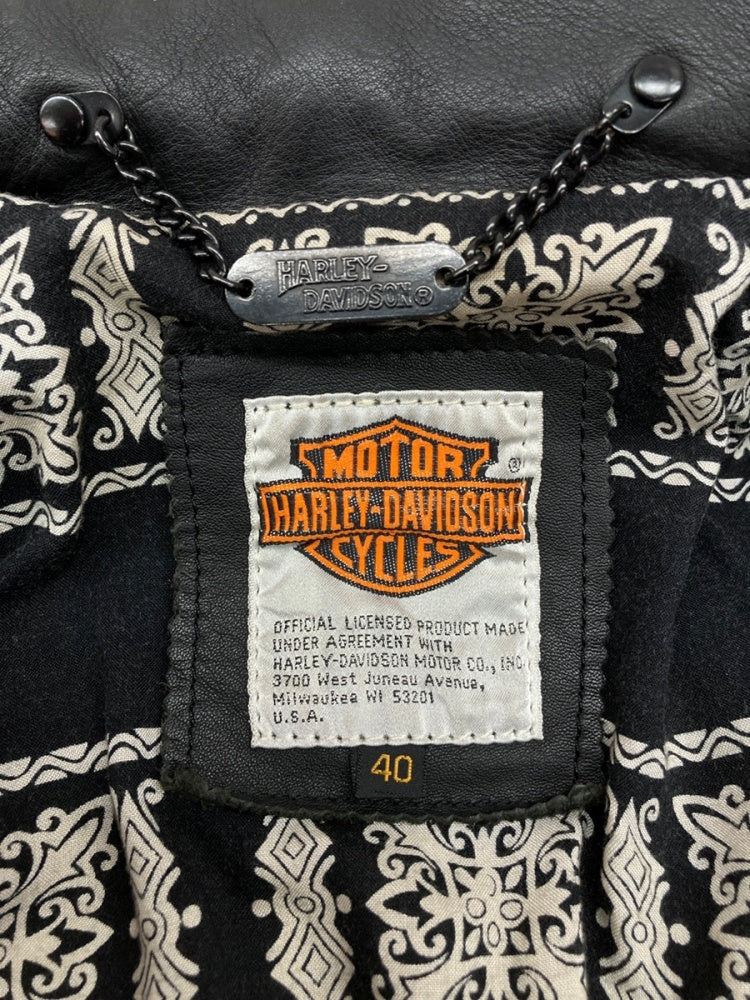 HARLEY-
DAVIDSON®
MOTOR
HARLEY-DAVIDSON
CYCLES
®
OFFICIAL LICENSED PRODUCT MADE
UNDER AGREEMENT WITH
HARLEY-DAVIDSON MOTOR CO., INC
3700 West Juneau Avenue,
Milwaukee WI 53201
U.S.A.
40